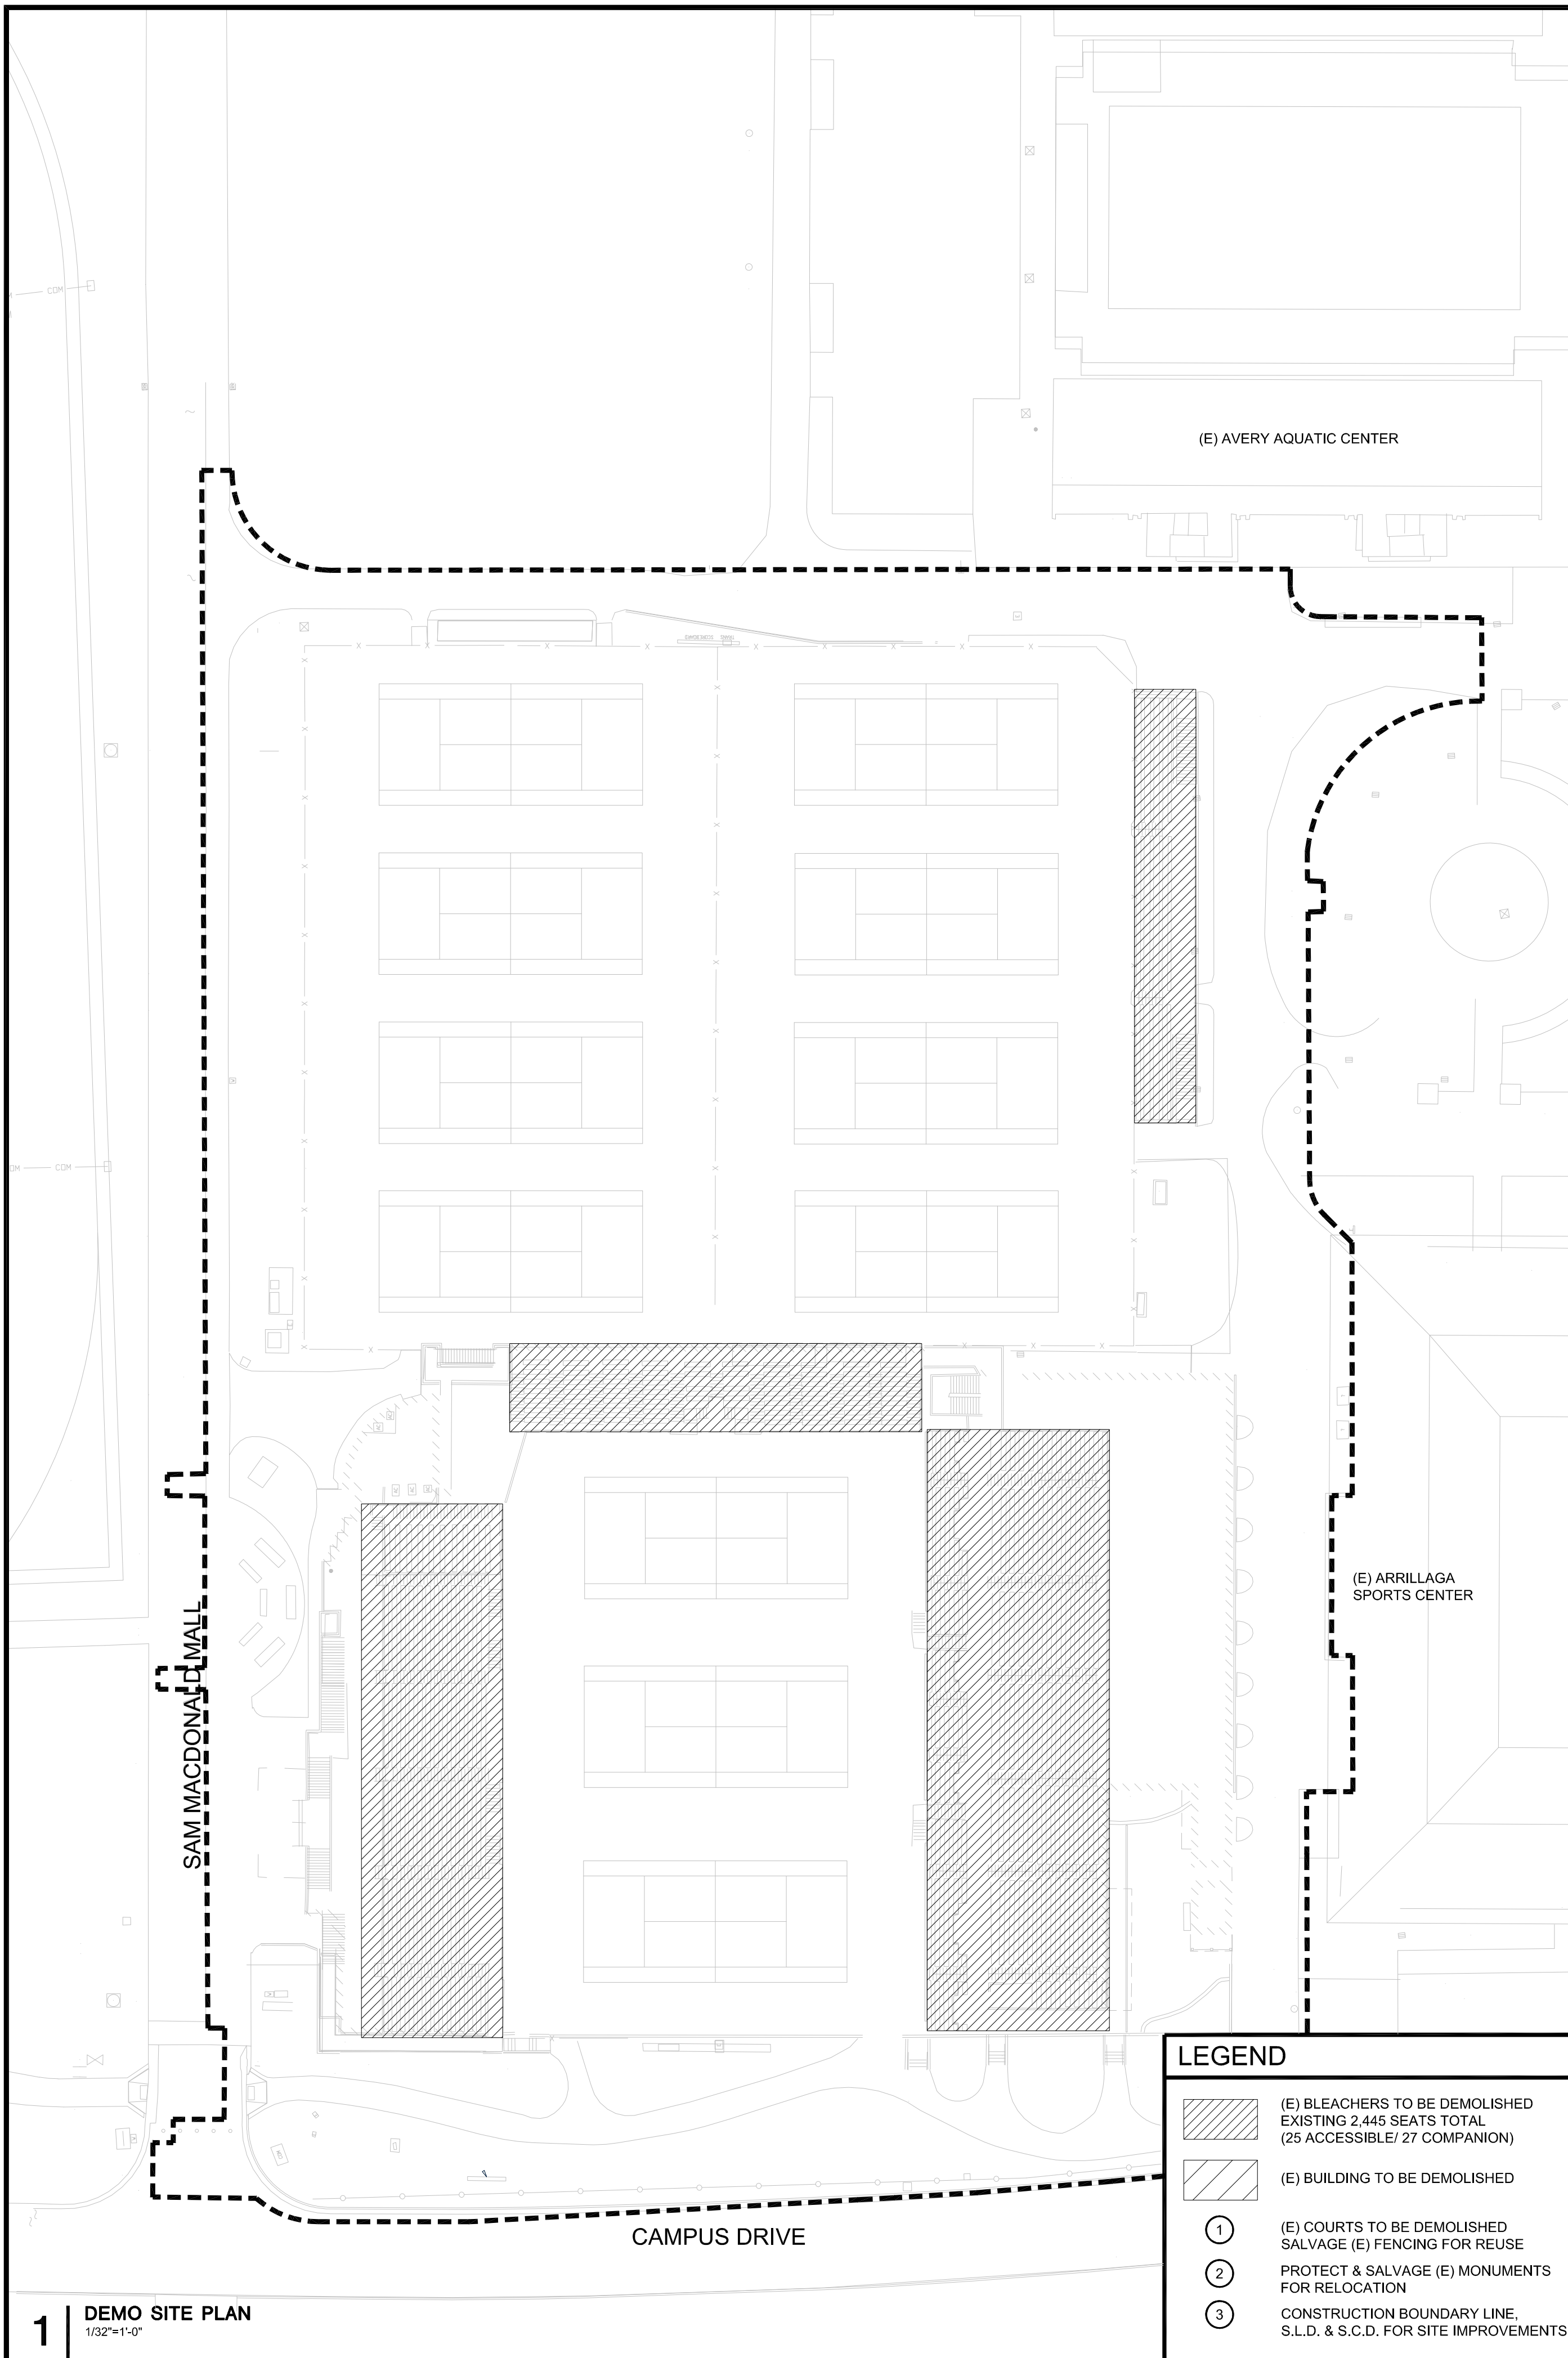 COM
(E) AVERY AQUATIC CENTER
COM
(E) ARRILLAGA
SPORTS CENTER
SAM MACDONALD MALL
CAMPUS DRIVE
LEGEND
(E) BLEACHERS TO BE DEMOLISHED
EXISTING 2,445 SEATS TOTAL
(25 ACCESSIBLE/ 27 COMPANION)
(E) BUILDING TO BE DEMOLISHED
1 (E) COURTS TO BE DEMOLISHED
SALVAGE (E) FENCING FOR REUSE
2 PROTECT & SALVAGE (E) MONUMENTS
FOR RELOCATION
3 CONSTRUCTION BOUNDARY LINE,
S.L.D. & S.C.D. FOR SITE IMPROVEMENTS
1 DEMO SITE PLAN
1/32"=1'-0"